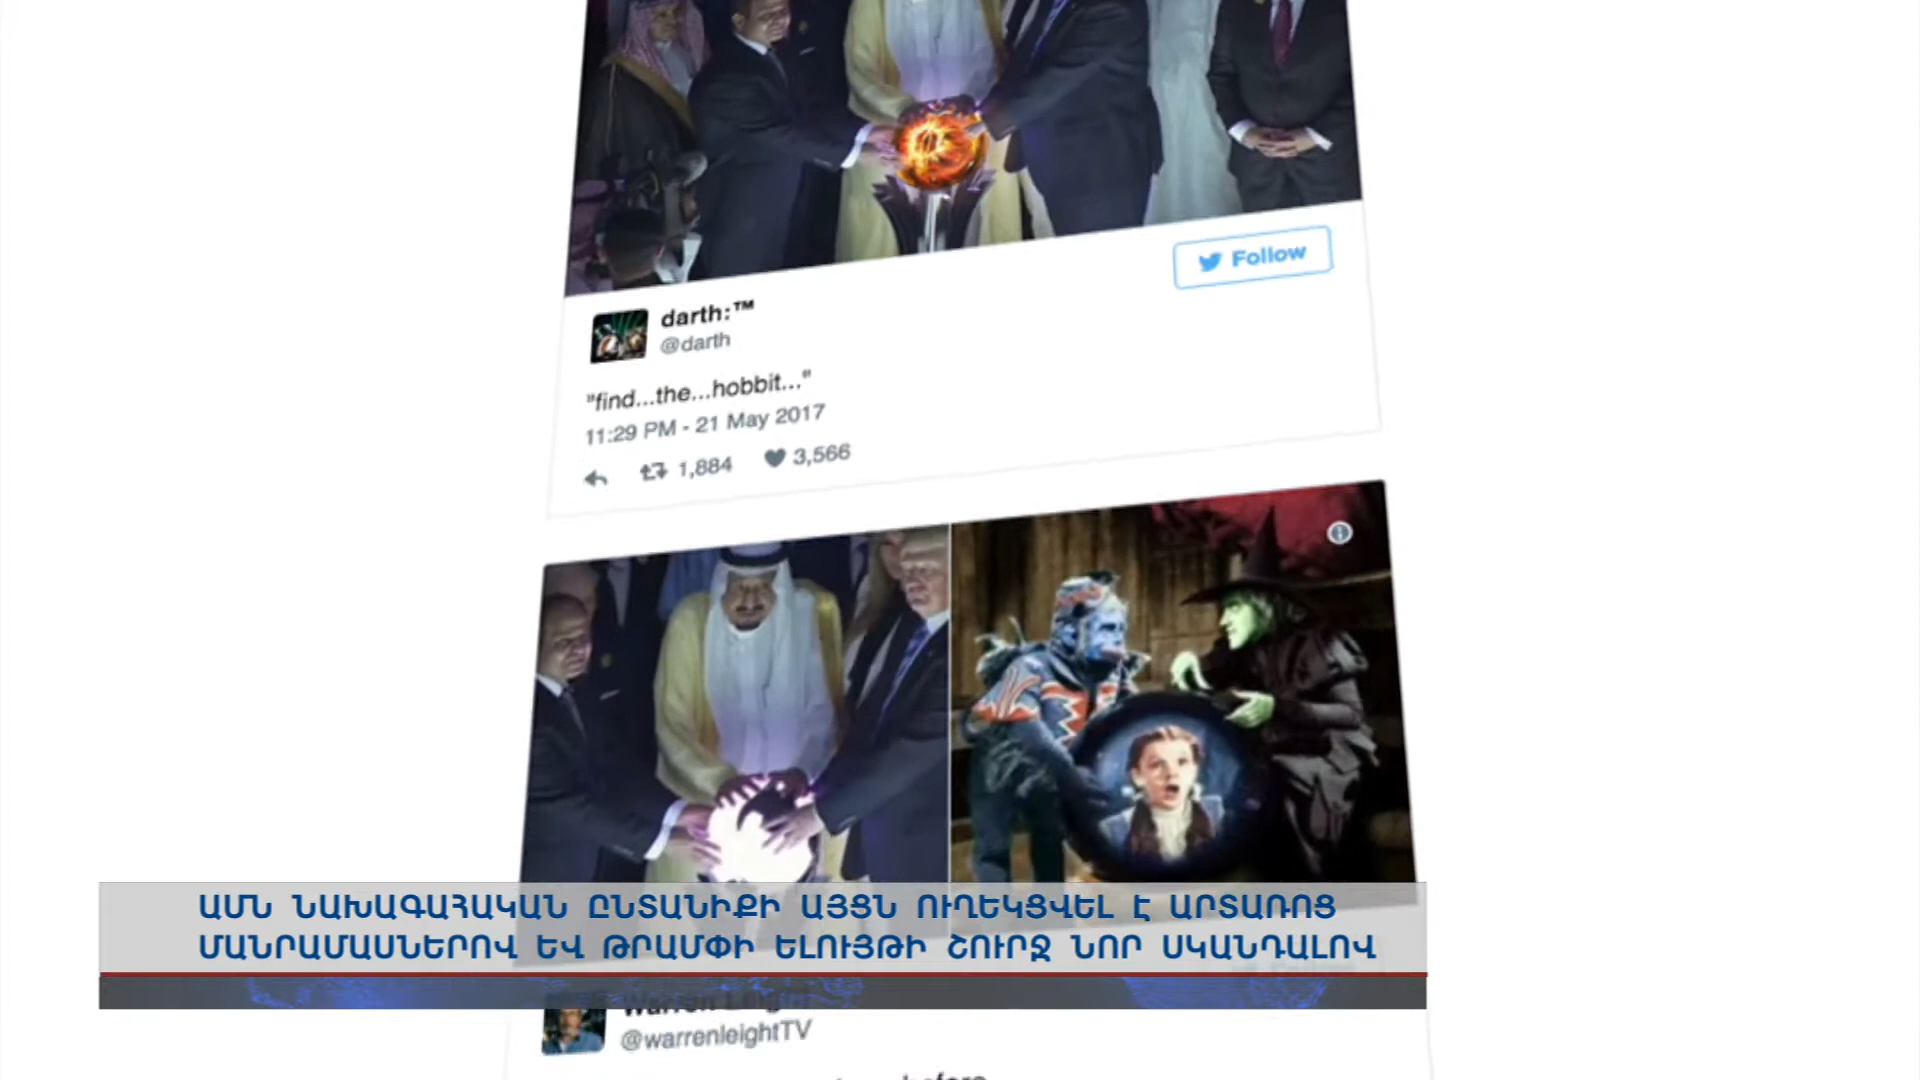 Follow
darth:™
@darth
"find...the...hobbit..."
11:29 PM - 21 May 2017
1,884 3,566
ԱՄՆ ՆԱԽԱԳԱՀԱԿԱՆ ԸՆՏԱՆԻՔԻ ԱՅՑՆ ՈՒՂԵԿՑՎԵԼ Է ԱՐՏԱՌՈՑ
ՄԱՆՐԱՄԱՍՆԵՐՈՎ ԵՎ ԹՐԱՄՓԻ ԵԼՈՒՅԹԻ ՇՈՒՐՋ ՆՈՐ ՍԿԱՆԴԱԼՈՎ
Warren Leight
@warrenleightTV
before